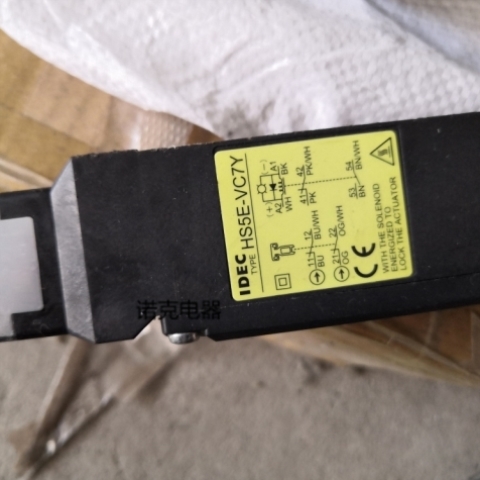 IDEC
TYPE HS5E-VC7Y
(+) (-)
A2 A1
WH BK
41 42
PK PK/WH
53 54
BN BN/WH
11 12
BU BU/WH
21 22
OG OG/WH
CE
WITH THE SOLENOID
ENERGIZED TO
LOCK THE ACTUATOR
诺克电器